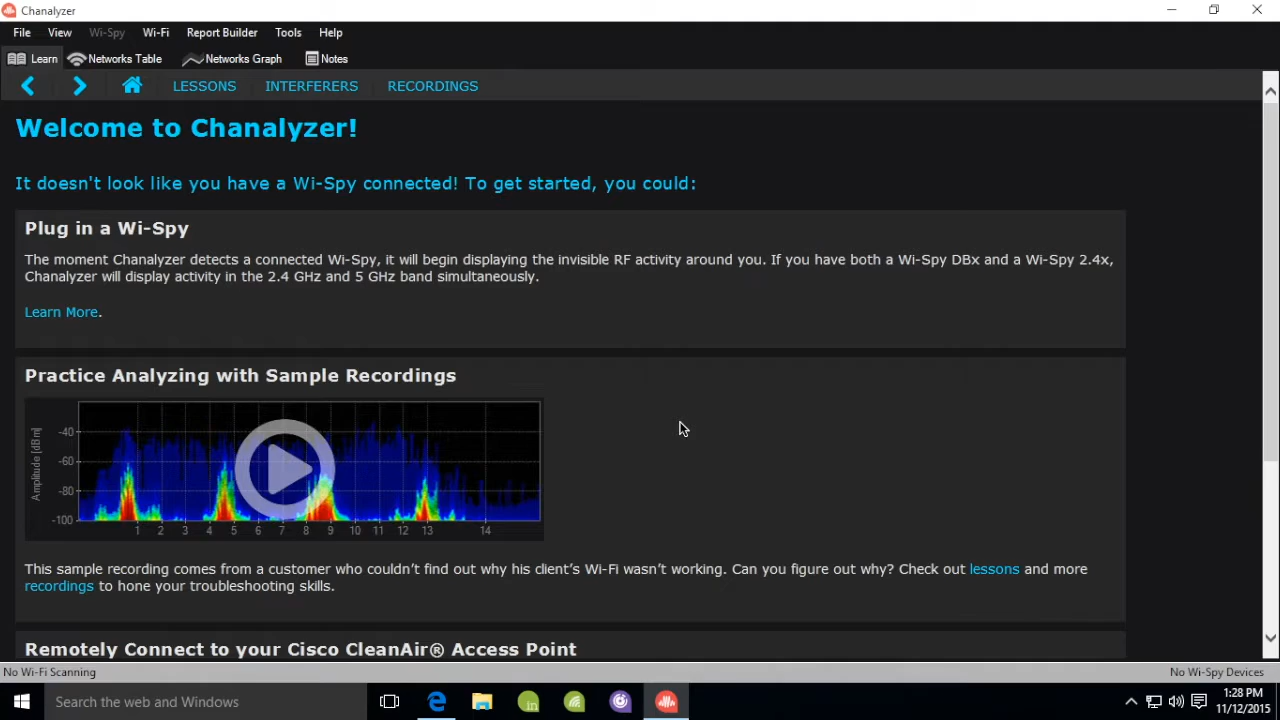 Chanalyzer
File View Wi-Spy Wi-Fi Report Builder Tools Help
Learn Networks Table Networks Graph Notes
LESSONS INTERFERERS RECORDINGS
Welcome to Chanalyzer!
It doesn't look like you have a Wi-Spy connected! To get started, you could:
Plug in a Wi-Spy
The moment Chanalyzer detects a connected Wi-Spy, it will begin displaying the invisible RF activity around you. If you have both a Wi-Spy DBx and a Wi-Spy 2.4x,
Chanalyzer will display activity in the 2.4 GHz and 5 GHz band simultaneously.
Learn More.
Practice Analyzing with Sample Recordings
Amplitude [dBm]
-40
-60
-80
-100
1 2 3 4 5 6 7 8 9 10 11 12 13 14
This sample recording comes from a customer who couldn’t find out why his client’s Wi-Fi wasn’t working. Can you figure out why? Check out lessons and more
recordings to hone your troubleshooting skills.
Remotely Connect to your Cisco CleanAir® Access Point
No Wi-Fi Scanning No Wi-Spy Devices
Search the web and Windows
in
1:28 PM
11/12/2015